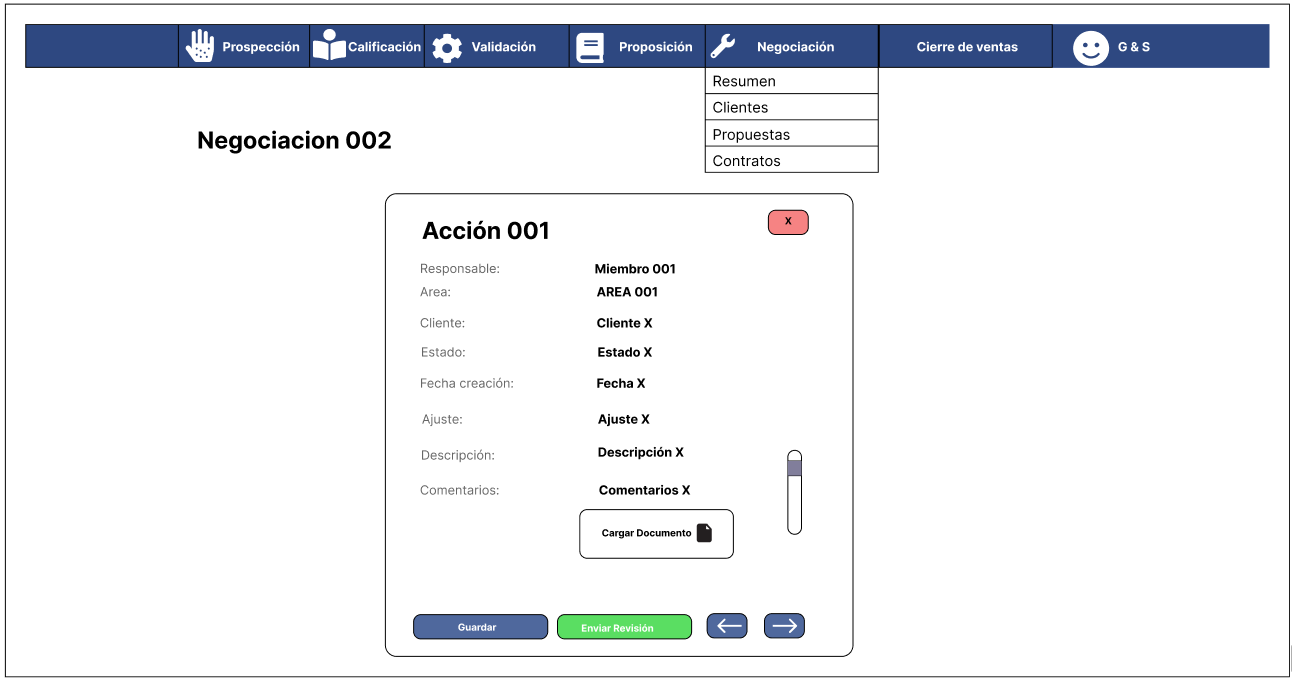 Prospección
Calificación
Validación
Proposición
Negociación
Cierre de ventas
G & S
Resumen
Clientes
Propuestas
Contratos
Negociacion 002
Acción 001
X
Responsable: Miembro 001
Area: AREA 001
Cliente: Cliente X
Estado: Estado X
Fecha creación: Fecha X
Ajuste: Ajuste X
Descripción: Descripción X
Comentarios: Comentarios X
Cargar Documento
Guardar
Enviar Revisión